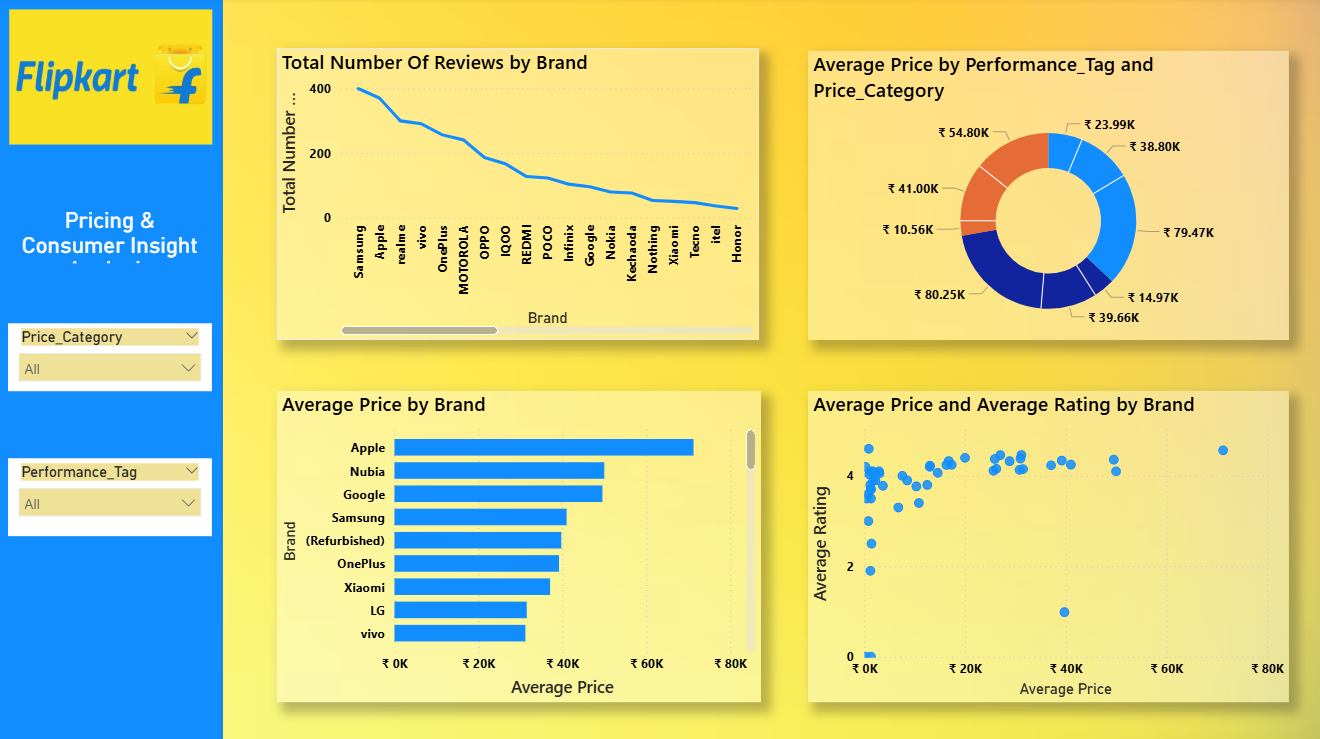 Flipkart
f
Pricing &
Consumer Insight
Price_Category
All
Performance_Tag
All
Total Number Of Reviews by Brand
Total Number ...
400
200
0
Samsung
Apple
realme
vivo
OnePlus
MOTOROLA
OPPO
IQOO
REDMI
POCO
Infinix
Google
Nokia
Kechaoda
Nothing
Xiaomi
Tecno
itel
Honor
Brand
Average Price by Performance_Tag and
Price_Category
₹ 54.80K
₹ 23.99K
₹ 38.80K
₹ 41.00K
₹ 10.56K
₹ 79.47K
₹ 80.25K
₹ 14.97K
₹ 39.66K
Average Price by Brand
Brand
Apple
Nubia
Google
Samsung
(Refurbished)
OnePlus
Xiaomi
LG
vivo
₹ 0K
₹ 20K
₹ 40K
₹ 60K
₹ 80K
Average Price
Average Price and Average Rating by Brand
Average Rating
4
2
0
₹ 0K
₹ 20K
₹ 40K
₹ 60K
₹ 80K
Average Price